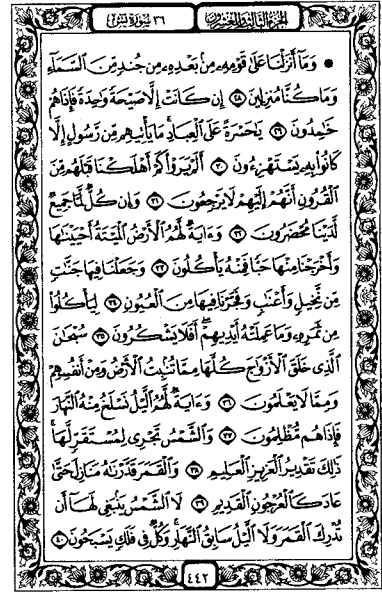 الجزء الثالث والعشرون
٣٦ سورة يس
۞ وَمَآ أَنزَلْنَا عَلَىٰ قَوْمِهِۦ مِنۢ بَعْدِهِۦ مِن جُندٍ مِّنَ ٱلسَّمَآءِ
وَمَا كُنَّا مُنزِلِينَ ٢٨ إِن كَانَتْ إِلَّا صَيْحَةً وَٰحِدَةً فَإِذَا هُمْ
خَٰمِدُونَ ٢٩ يَٰحَسْرَةً عَلَى ٱلْعِبَادِ مَا يَأْتِيهِم مِّن رَّسُولٍ إِلَّا
كَانُوا۟ بِهِۦ يَسْتَهْزِءُونَ ٣٠ أَلَمْ يَرَوْا۟ كَمْ أَهْلَكْنَا قَبْلَهُم مِّنَ
ٱلْقُرُونِ أَنَّهُمْ إِلَيْهِمْ لَا يَرْجِعُونَ ٣١ وَإِن كُلٌّ لَّمَّا جَمِيعٌ
لَّدَيْنَا مُحْضَرُونَ ٣٢ وَءَايَةٌ لَّهُمُ ٱلْأَرْضُ ٱلْمَيْتَةُ أَحْيَيْنَٰهَا
وَأَخْرَجْنَا مِنْهَا حَبًّا فَمِنْهُ يَأْكُلُونَ ٣٣ وَجَعَلْنَا فِيهَا جَنَّٰتٍ
مِّن نَّخِيلٍ وَأَعْنَٰبٍ وَفَجَّرْنَا فِيهَا مِنَ ٱلْعُيُونِ ٣٤ لِيَأْكُلُوا۟
مِن ثَمَرِهِۦ وَمَا عَمِلَتْهُ أَيْدِيهِمْ أَفَلَا يَشْكُرُونَ ٣٥ سُبْحَٰنَ
ٱلَّذِى خَلَقَ ٱلْأَزْوَٰجَ كُلَّهَا مِمَّا تُنۢبِتُ ٱلْأَرْضُ وَمِنْ أَنفُسِهِمْ
وَمِمَّا لَا يَعْلَمُونَ ٣٦ وَءَايَةٌ لَّهُمُ ٱلَّيْلُ نَسْلَخُ مِنْهُ ٱلنَّهَارَ
فَإِذَا هُم مُّظْلِمُونَ ٣٧ وَٱلشَّمْسُ تَجْرِى لِمُسْتَقَرٍّ لَّهَا
ذَٰلِكَ تَقْدِيرُ ٱلْعَزِيزِ ٱلْعَلِيمِ ٣٨ وَٱلْقَمَرَ قَدَّرْنَٰهُ مَنَازِلَ حَتَّىٰ
عَادَ كَٱلْعُرْجُونِ ٱلْقَدِيمِ ٣٩ لَا ٱلشَّمْسُ يَنۢبَغِى لَهَآ أَن
تُدْرِكَ ٱلْقَمَرَ وَلَا ٱلَّيْلُ سَابِقُ ٱلنَّهَارِ وَكُلٌّ فِى فَلَكٍ يَسْبَحُونَ ٤٠
٤٤٢